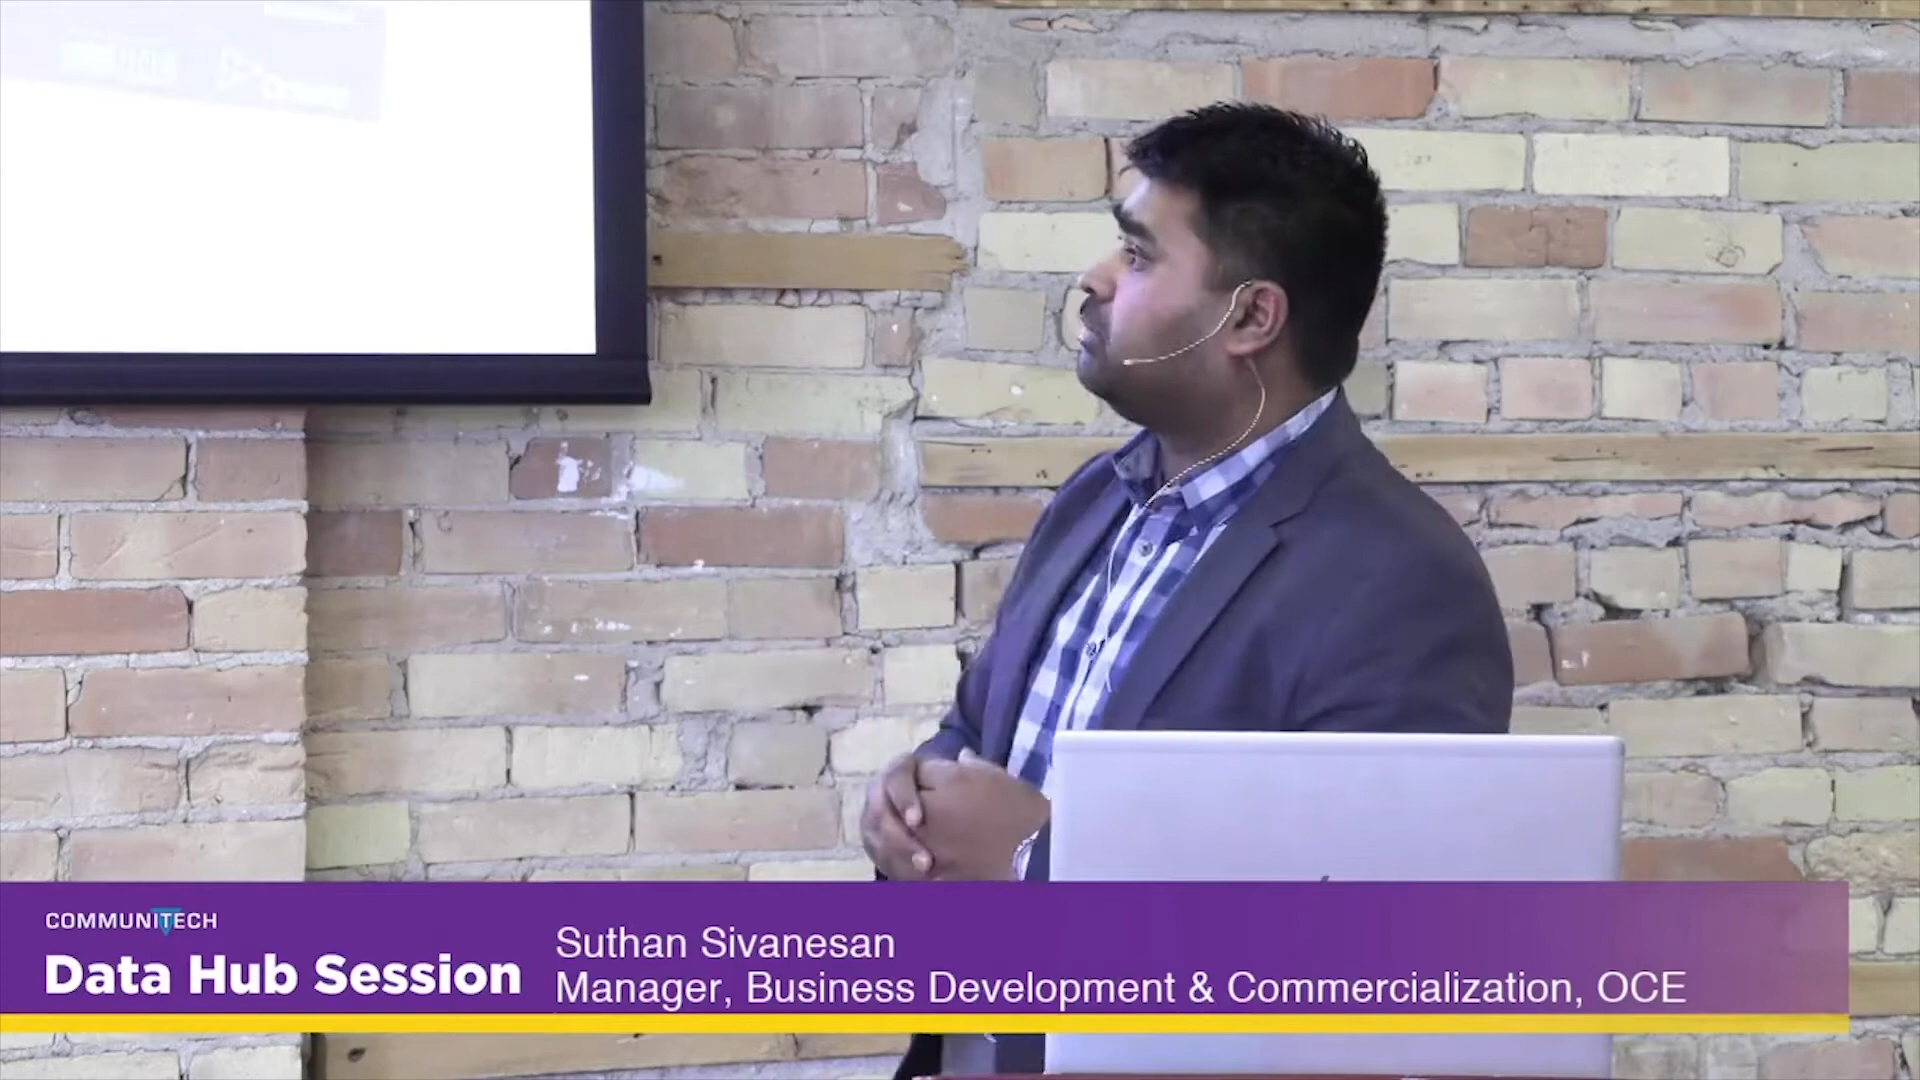 COMMUNITECH
Data Hub Session
Suthan Sivanesan
Manager, Business Development & Commercialization, OCE